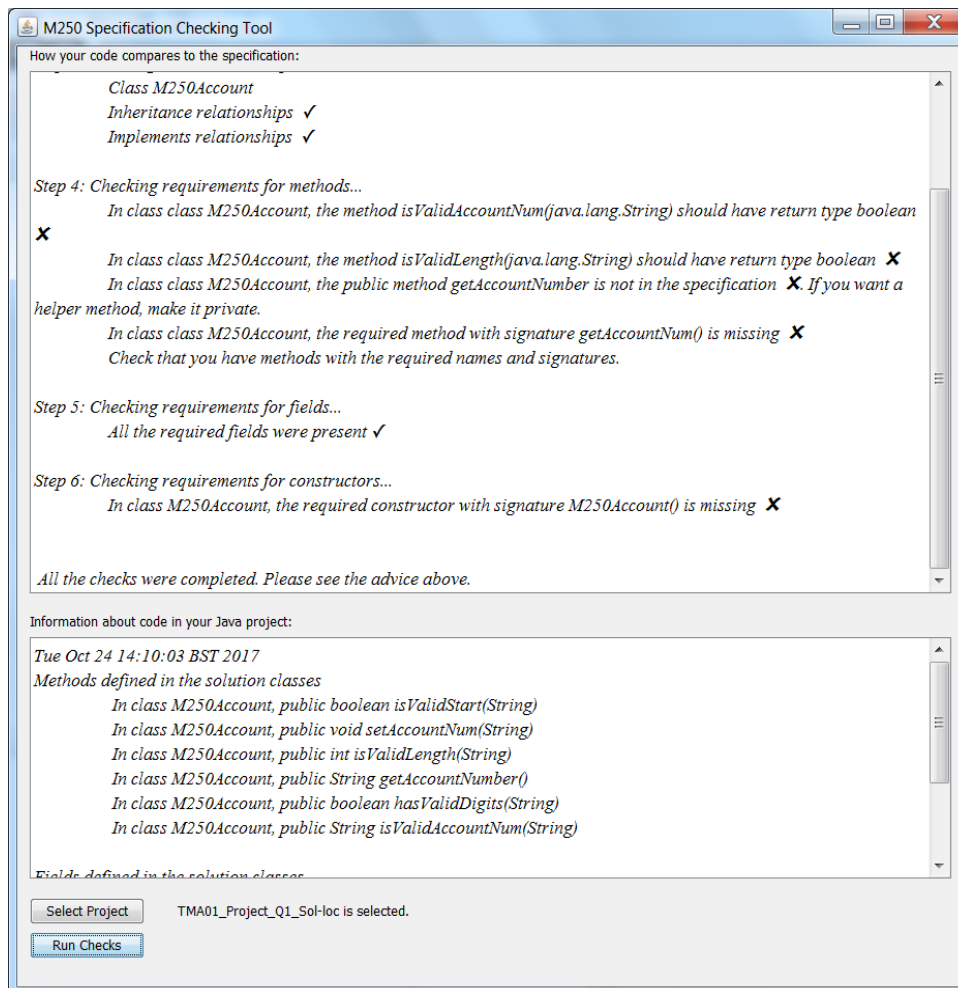 M250 Specification Checking Tool
How your code compares to the specification:
Class M250Account
Inheritance relationships ✓
Implements relationships ✓
Step 4: Checking requirements for methods...
In class class M250Account, the method isValidAccountNum(java.lang.String) should have return type boolean
✘
In class class M250Account, the method isValidLength(java.lang.String) should have return type boolean ✘
In class class M250Account, the public method getAccountNumber is not in the specification ✘. If you want a
helper method, make it private.
In class class M250Account, the required method with signature getAccountNum() is missing ✘
Check that you have methods with the required names and signatures.
Step 5: Checking requirements for fields...
All the required fields were present ✓
Step 6: Checking requirements for constructors...
In class M250Account, the required constructor with signature M250Account() is missing ✘
All the checks were completed. Please see the advice above.
Information about code in your Java project:
Tue Oct 24 14:10:03 BST 2017
Methods defined in the solution classes
In class M250Account, public boolean isValidStart(String)
In class M250Account, public void setAccountNum(String)
In class M250Account, public int isValidLength(String)
In class M250Account, public String getAccountNumber()
In class M250Account, public boolean hasValidDigits(String)
In class M250Account, public String isValidAccountNum(String)
Fields defined in the solution classes
Select Project TMA01_Project_Q1_Sol-loc is selected.
Run Checks